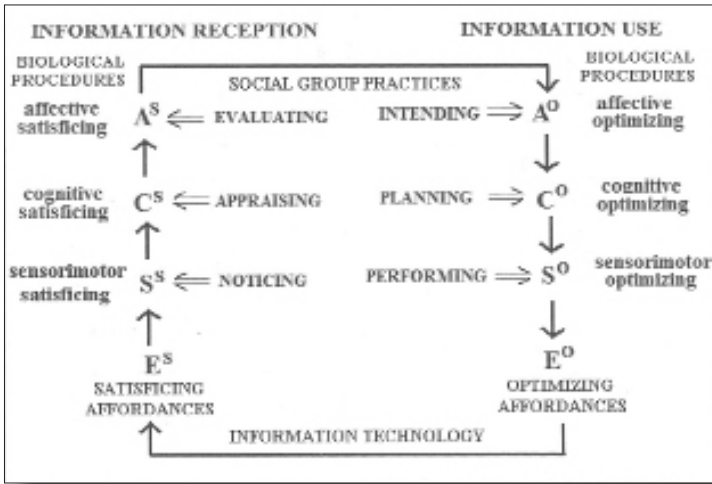 INFORMATION RECEPTION INFORMATION USE
BIOLOGICAL PROCEDURES
BIOLOGICAL PROCEDURES
SOCIAL GROUP PRACTICES
affective satisficing
A^S
EVALUATING
INTENDING
A^O
affective optimizing
cognitive satisficing
C^S
APPRAISING
PLANNING
C^O
cognitive optimizing
sensorimotor satisficing
S^S
NOTICING
PERFORMING
S^O
sensorimotor optimizing
E^S
SATISFICING
AFFORDANCES
E^O
OPTIMIZING
AFFORDANCES
INFORMATION TECHNOLOGY